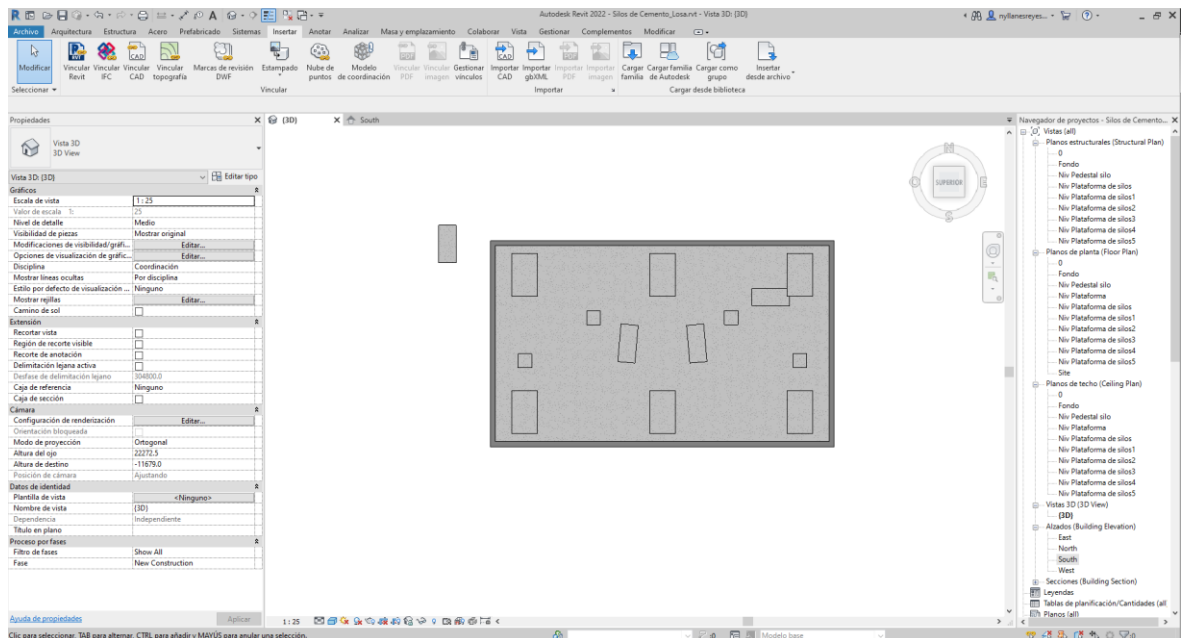 Autodesk Revit 2022 - Silos de Cemento_Losa.rvt - Vista 3D: {3D}
nyllanesreyes...
Archivo Arquitectura Estructura Acero Prefabricado Sistemas Insertar Anotar Analizar Masa y emplazamiento Colaborar Vista Gestionar Complementos Modificar
Modificar
Vincular Revit
Vincular IFC
Vincular CAD
Vincular topografía
Marcas de revisión DWF
Estampado
Nube de puntos
Modelo de coordinación
Vincular PDF
Vincular imagen
Gestionar vínculos
Importar CAD
Importar gbXML
Importar PDF
Importar imagen
Cargar familia
Cargar familia de Autodesk
Cargar como grupo
Insertar desde archivo
Seleccionar
Vincular
Importar
Cargar desde biblioteca
Propiedades
{3D}
South
Vista 3D
3D View
Vista 3D: {3D}
Editar tipo
Gráficos
Escala de vista 1 : 25
Valor de escala 1: 25
Nivel de detalle Medio
Visibilidad de piezas Mostrar original
Modificaciones de visibilidad/gráfi... Editar...
Opciones de visualización de gráfic... Editar...
Disciplina Coordinación
Mostrar líneas ocultas Por disciplina
Estilo por defecto de visualización ... Ninguno
Mostrar rejillas Editar...
Camino de sol
Extensión
Recortar vista
Región de recorte visible
Recorte de anotación
Delimitación lejana activa
Desfase de delimitación lejano 304800.0
Caja de referencia Ninguno
Caja de sección
Cámara
Configuración de renderización Editar...
Orientación bloqueada
Modo de proyección Ortogonal
Altura del ojo 22272.5
Altura de destino -11679.0
Posición de cámara Ajustando
Datos de identidad
Plantilla de vista <Ninguno>
Nombre de vista {3D}
Dependencia Independiente
Título en plano
Proceso por fases
Filtro de fases Show All
Fase New Construction
Ayuda de propiedades
Aplicar
SUPERIOR
N
E
S
O
Navegador de proyectos - Silos de Cemento...
Vistas (all)
Planos estructurales (Structural Plan)
0
Fondo
Niv Pedestal silo
Niv Plataforma de silos
Niv Plataforma de silos1
Niv Plataforma de silos2
Niv Plataforma de silos3
Niv Plataforma de silos4
Niv Plataforma de silos5
Planos de planta (Floor Plan)
0
Fondo
Niv Pedestal silo
Niv Plataforma
Niv Plataforma de silos
Niv Plataforma de silos1
Niv Plataforma de silos2
Niv Plataforma de silos3
Niv Plataforma de silos4
Niv Plataforma de silos5
Site
Planos de techo (Ceiling Plan)
0
Fondo
Niv Pedestal silo
Niv Plataforma
Niv Plataforma de silos
Niv Plataforma de silos1
Niv Plataforma de silos2
Niv Plataforma de silos3
Niv Plataforma de silos4
Niv Plataforma de silos5
Vistas 3D (3D View)
{3D}
Alzados (Building Elevation)
East
North
South
West
Secciones (Building Section)
Leyendas
Tablas de planificación/Cantidades (all
Planos (all)
1 : 25
Clic para seleccionar, TAB para alternar, CTRL para añadir y MAYÚS para anular una selección.
:0
Modelo base
:0